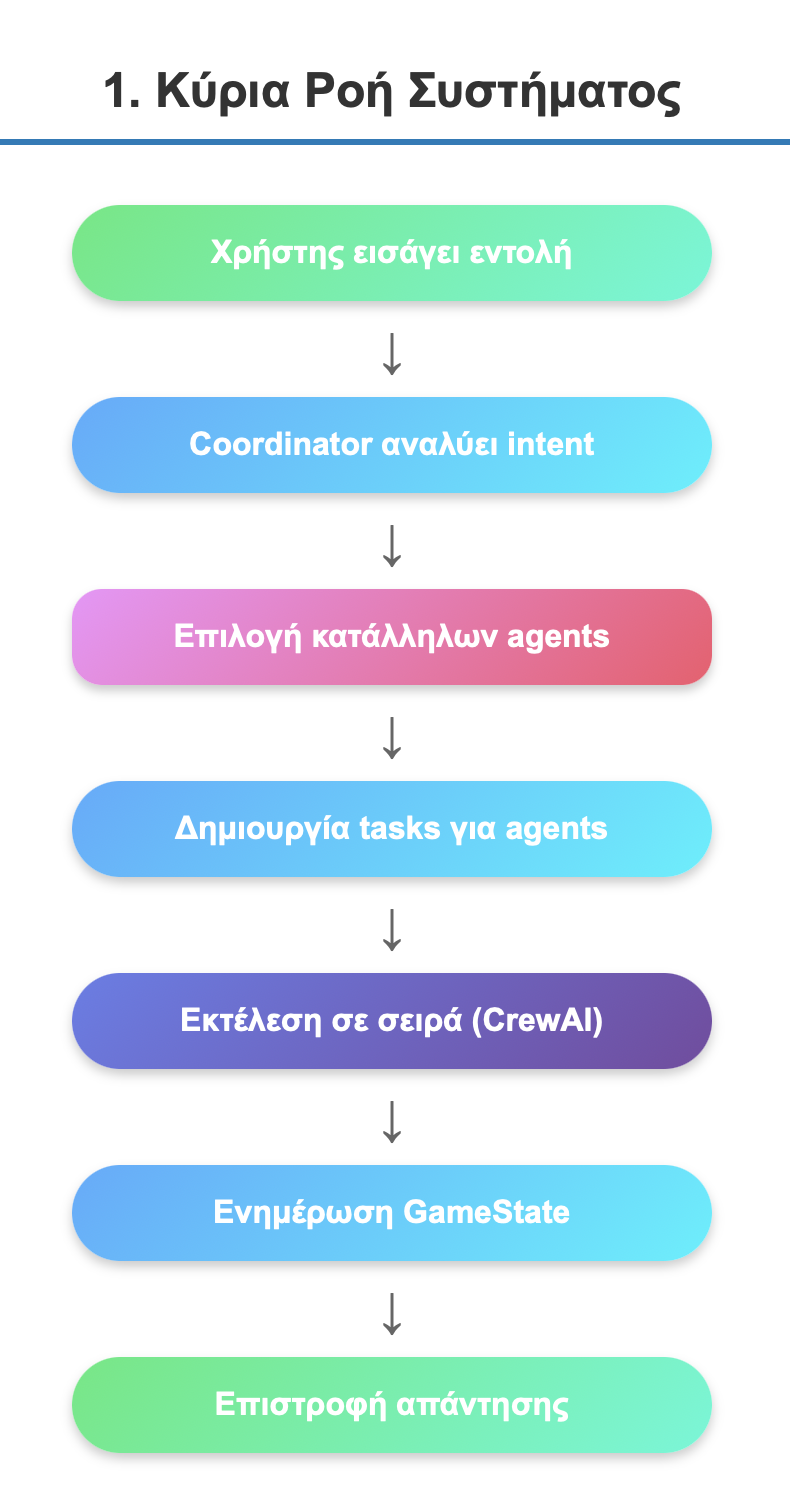 1. Κύρια Ροή Συστήματος
Χρήστης εισάγει εντολή
↓
Coordinator αναλύει intent
↓
Επιλογή κατάλληλων agents
↓
Δημιουργία tasks για agents
↓
Εκτέλεση σε σειρά (CrewAI)
↓
Ενημέρωση GameState
↓
Επιστροφή απάντησης